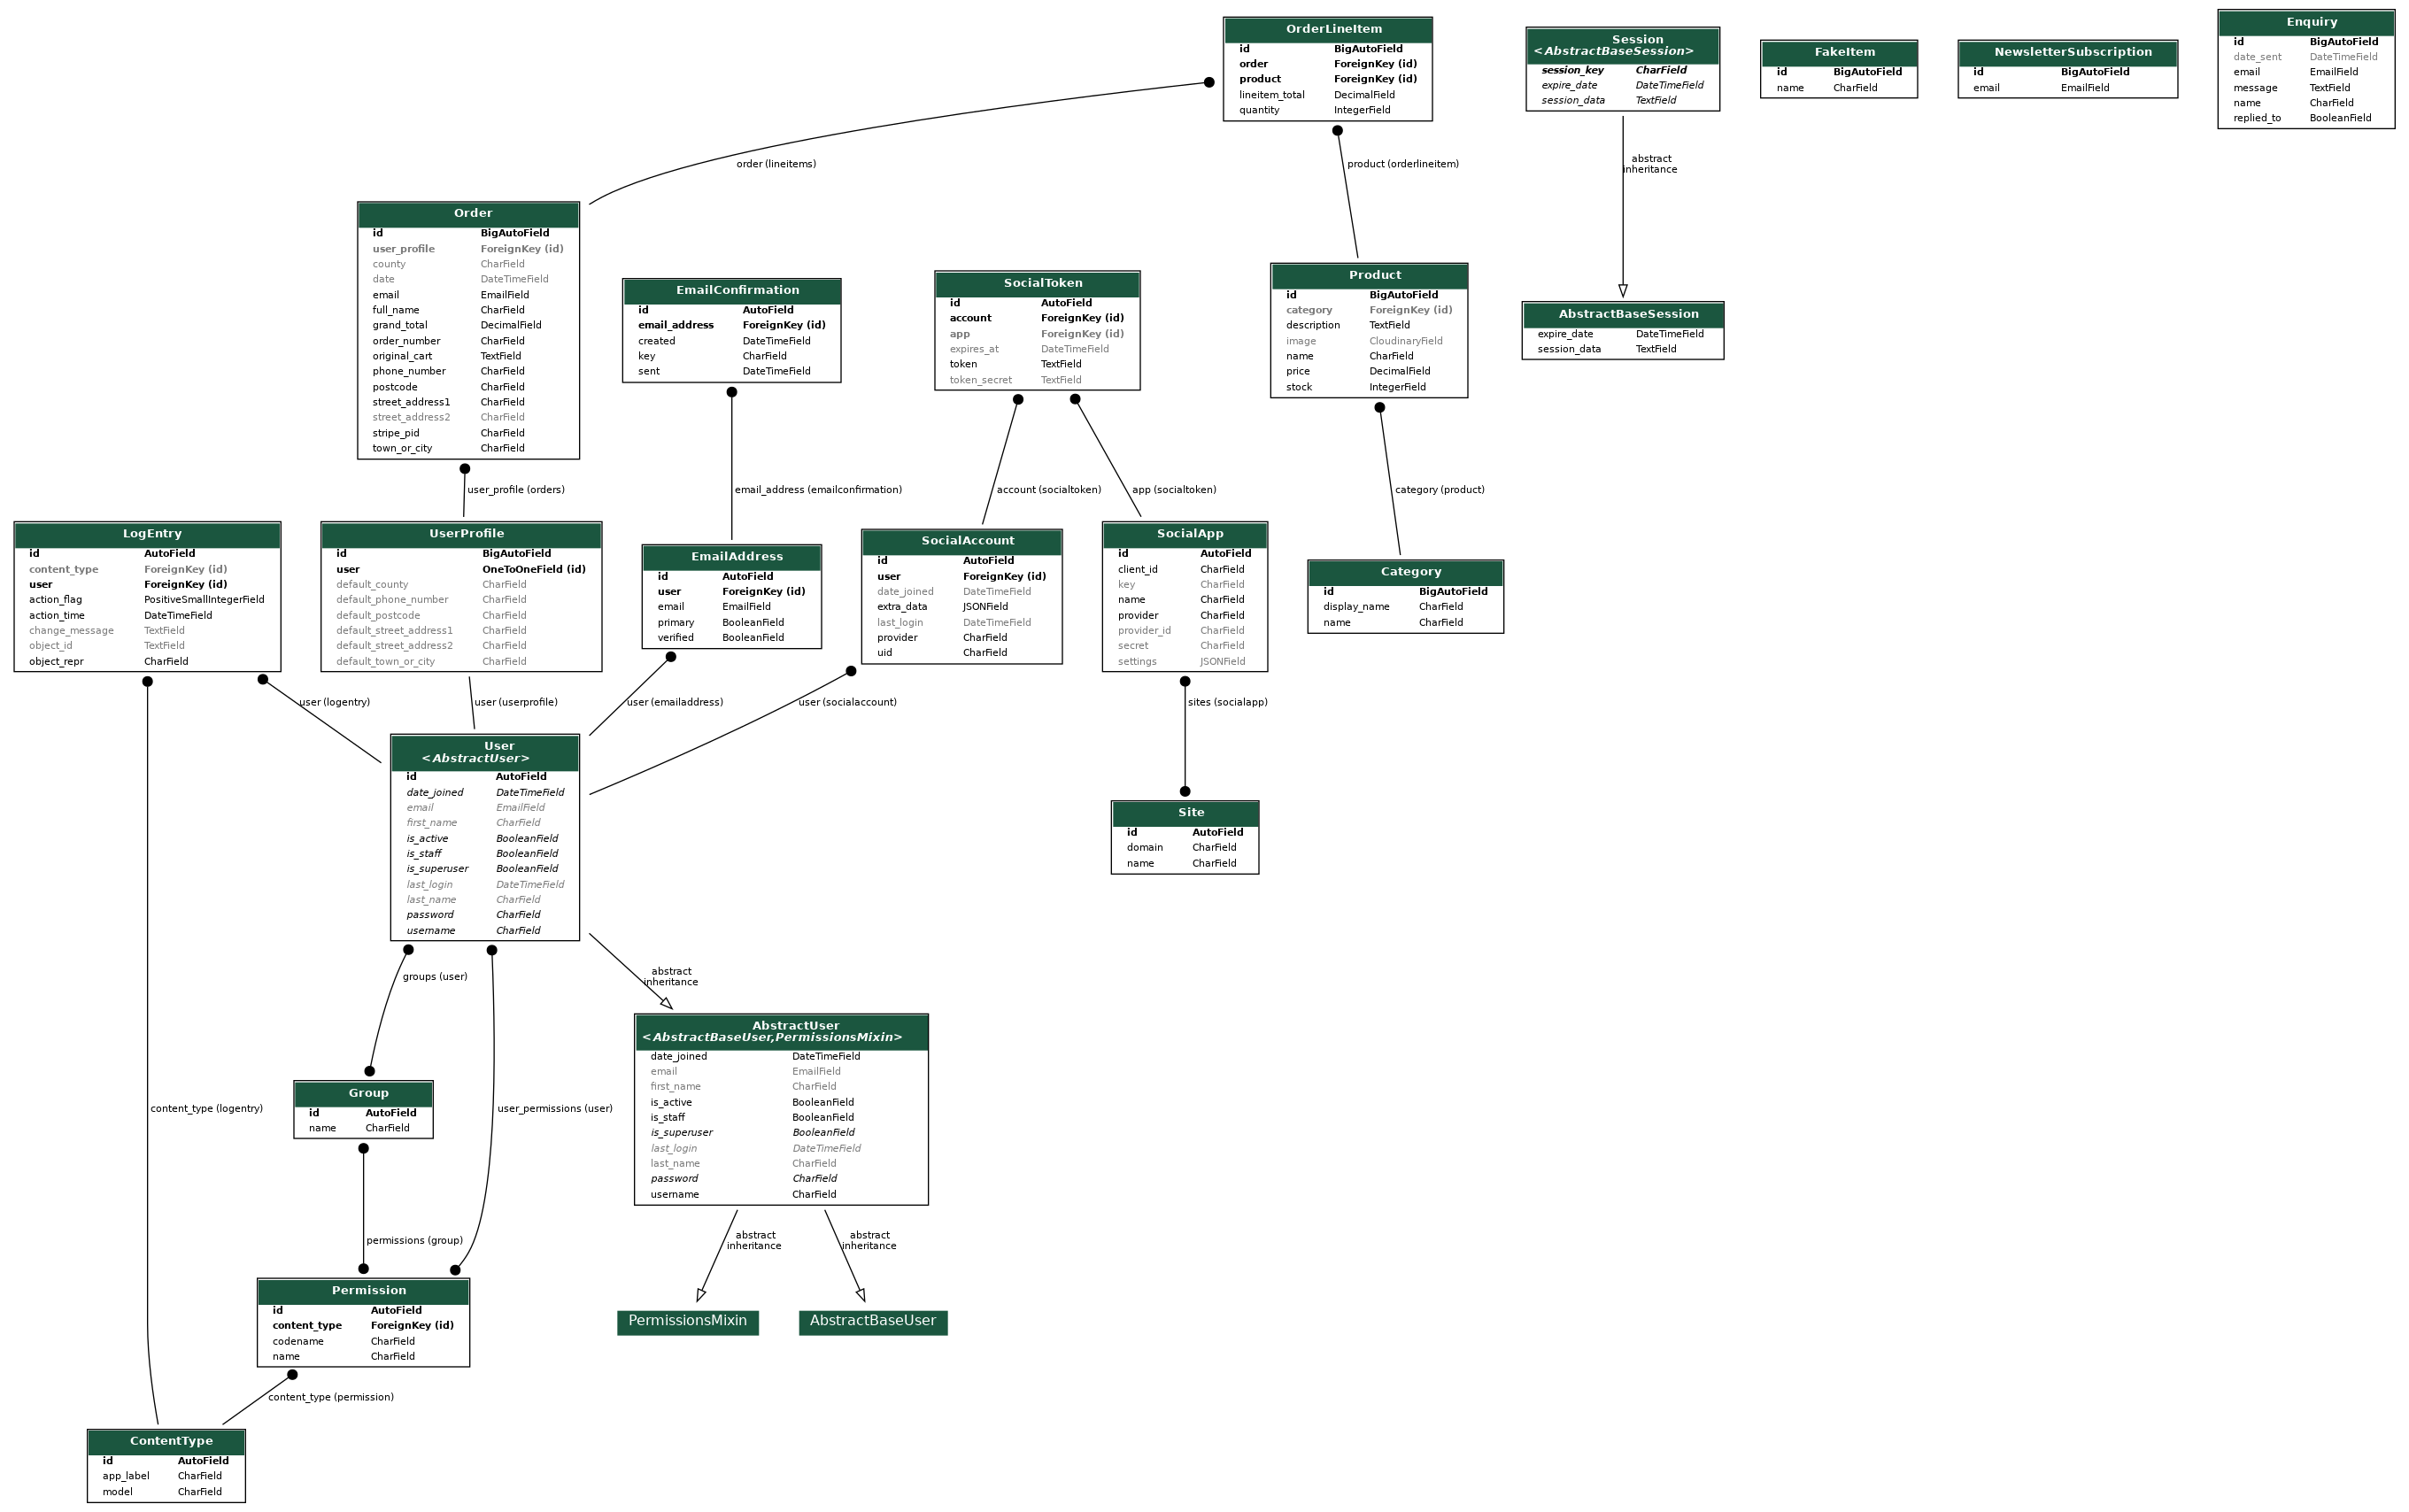 OrderLineItem
id BigAutoField
order ForeignKey (id)
product ForeignKey (id)
lineitem_total DecimalField
quantity IntegerField
Session
<AbstractBaseSession>
session_key CharField
expire_date DateTimeField
session_data TextField
FakeItem
id BigAutoField
name CharField
NewsletterSubscription
id BigAutoField
email EmailField
Enquiry
id BigAutoField
date_sent DateTimeField
email EmailField
message TextField
name CharField
replied_to BooleanField
order (lineitems)
product (orderlineitem)
abstract
inheritance
Order
id BigAutoField
user_profile ForeignKey (id)
county CharField
date DateTimeField
email EmailField
full_name CharField
grand_total DecimalField
order_number CharField
original_cart TextField
phone_number CharField
postcode CharField
street_address1 CharField
street_address2 CharField
stripe_pid CharField
town_or_city CharField
EmailConfirmation
id AutoField
email_address ForeignKey (id)
created DateTimeField
key CharField
sent DateTimeField
SocialToken
id AutoField
account ForeignKey (id)
app ForeignKey (id)
expires_at DateTimeField
token TextField
token_secret TextField
Product
id BigAutoField
category ForeignKey (id)
description TextField
image CloudinaryField
name CharField
price DecimalField
stock IntegerField
AbstractBaseSession
expire_date DateTimeField
session_data TextField
user_profile (orders)
email_address (emailconfirmation)
account (socialtoken)
app (socialtoken)
category (product)
LogEntry
id AutoField
content_type ForeignKey (id)
user ForeignKey (id)
action_flag PositiveSmallIntegerField
action_time DateTimeField
change_message TextField
object_id TextField
object_repr CharField
UserProfile
id BigAutoField
user OneToOneField (id)
default_county CharField
default_phone_number CharField
default_postcode CharField
default_street_address1 CharField
default_street_address2 CharField
default_town_or_city CharField
EmailAddress
id AutoField
user ForeignKey (id)
email EmailField
primary BooleanField
verified BooleanField
SocialAccount
id AutoField
user ForeignKey (id)
date_joined DateTimeField
extra_data JSONField
last_login DateTimeField
provider CharField
uid CharField
SocialApp
id AutoField
client_id CharField
key CharField
name CharField
provider CharField
provider_id CharField
secret CharField
settings JSONField
Category
id BigAutoField
display_name CharField
name CharField
user (logentry)
user (userprofile)
user (emailaddress)
user (socialaccount)
sites (socialapp)
User
<AbstractUser>
id AutoField
date_joined DateTimeField
email EmailField
first_name CharField
is_active BooleanField
is_staff BooleanField
is_superuser BooleanField
last_login DateTimeField
last_name CharField
password CharField
username CharField
Site
id AutoField
domain CharField
name CharField
groups (user)
abstract
inheritance
AbstractUser
<AbstractBaseUser,PermissionsMixin>
date_joined DateTimeField
email EmailField
first_name CharField
is_active BooleanField
is_staff BooleanField
is_superuser BooleanField
last_login DateTimeField
last_name CharField
password CharField
username CharField
Group
id AutoField
name CharField
content_type (logentry)
user_permissions (user)
permissions (group)
abstract
inheritance
abstract
inheritance
Permission
id AutoField
content_type ForeignKey (id)
codename CharField
name CharField
PermissionsMixin
AbstractBaseUser
content_type (permission)
ContentType
id AutoField
app_label CharField
model CharField